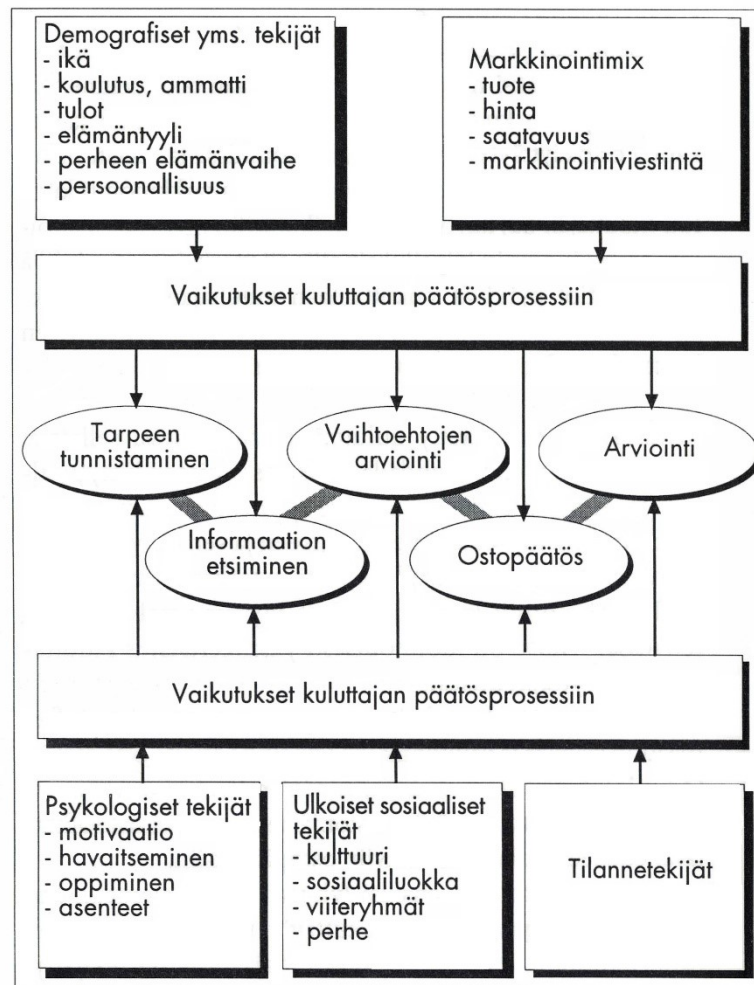 Demografiset yms. tekijät
- ikä
- koulutus, ammatti
- tulot
- elämäntyyli
- perheen elämänvaihe
- persoonallisuus
Markkinointimix
- tuote
- hinta
- saatavuus
- markkinointiviestintä
Vaikutukset kuluttajan päätösprosessiin
Tarpeen
tunnistaminen
Informaation
etsiminen
Vaihtoehtojen
arviointi
Ostopäätös
Arviointi
Vaikutukset kuluttajan päätösprosessiin
Psykologiset tekijät
- motivaatio
- havaitseminen
- oppiminen
- asenteet
Ulkoiset sosiaaliset
tekijät
- kulttuuri
- sosiaaliluokka
- viiteryhmät
- perhe
Tilannetekijät